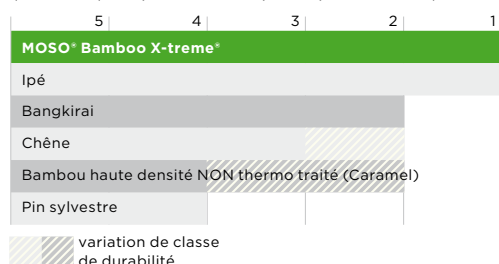 5 4 3 2 1
MOSO® Bamboo X-treme®
Ipé
Bangkirai
Chêne
Bambou haute densité NON thermo traité (Caramel)
Pin sylvestre
variation de classe
de durabilité